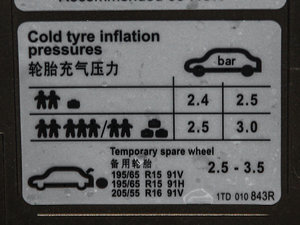 Cold tyre inflation
pressures
轮胎充气压力
bar
2.4 2.5
2.5 3.0
Temporary spare wheel
备用轮胎
195/65 R15 91V
195/65 R15 91H
205/55 R16 91V
2.5 - 3.5
1TD 010 843R